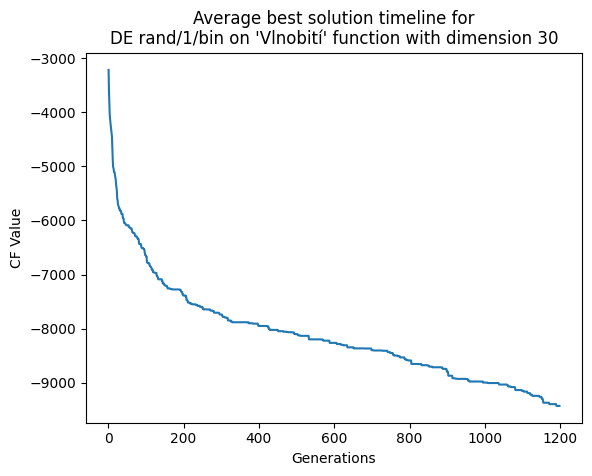 Average best solution timeline for
DE rand/1/bin on 'Vlnobití' function with dimension 30
−3000
−4000
−5000
−6000
−7000
−8000
−9000
CF Value
0 200 400 600 800 1000 1200
Generations